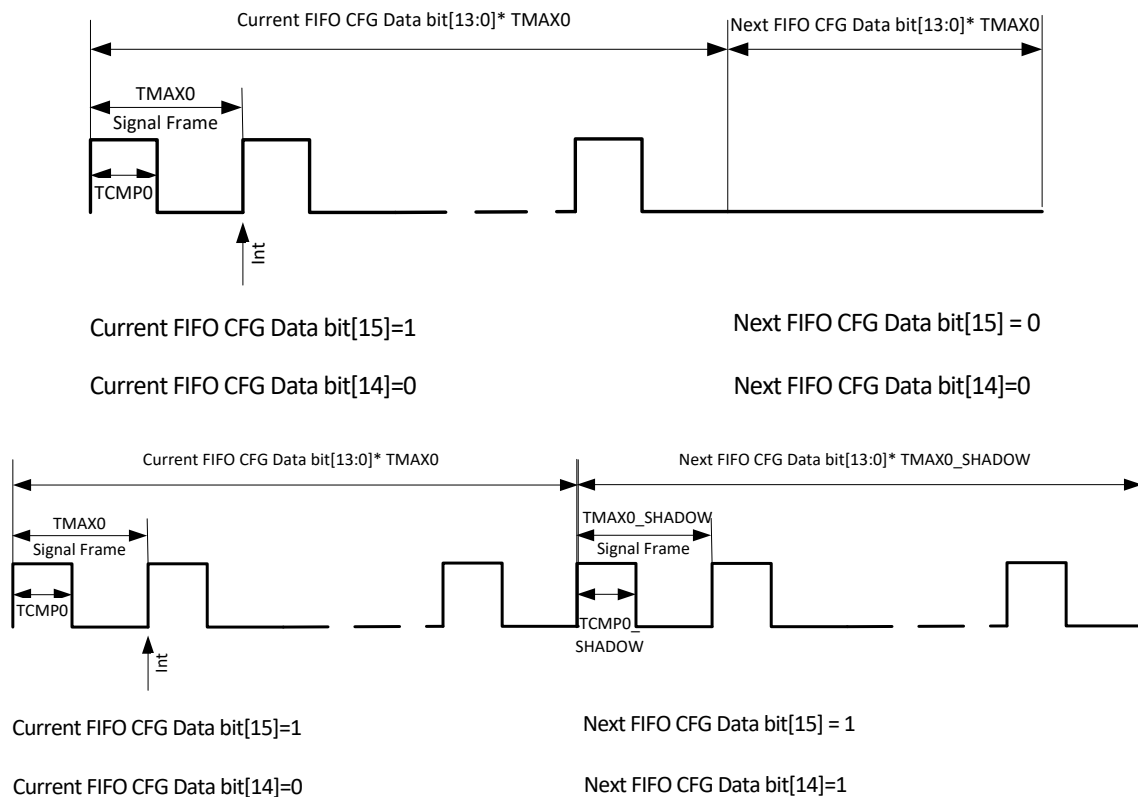 Current FIFO CFG Data bit[13:0]* TMAX0
Next FIFO CFG Data bit[13:0]* TMAX0
TMAX0
Signal Frame
TCMP0
Int
Current FIFO CFG Data bit[15]=1
Next FIFO CFG Data bit[15] = 0
Current FIFO CFG Data bit[14]=0
Next FIFO CFG Data bit[14]=0
Current FIFO CFG Data bit[13:0]* TMAX0
Next FIFO CFG Data bit[13:0]* TMAX0_SHADOW
TMAX0
Signal Frame
TMAX0_SHADOW
Signal Frame
TCMP0
TCMP0_
SHADOW
Int
Current FIFO CFG Data bit[15]=1
Next FIFO CFG Data bit[15] = 1
Current FIFO CFG Data bit[14]=0
Next FIFO CFG Data bit[14]=1